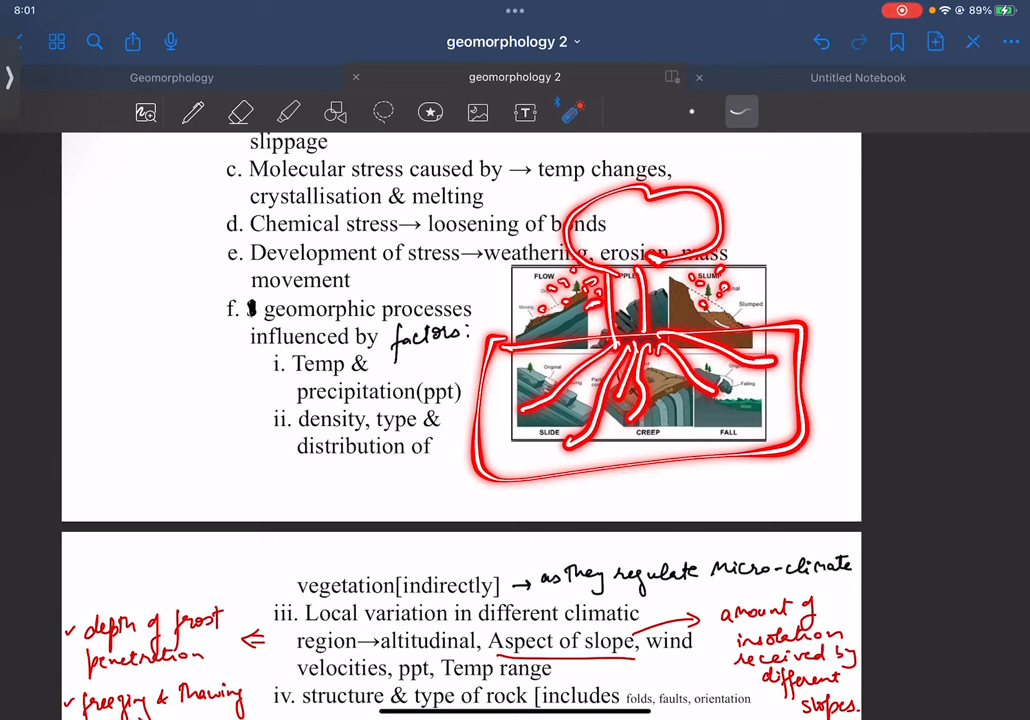 8:01
89%
geomorphology 2
Geomorphology
geomorphology 2
Untitled Notebook
slippage
c. Molecular stress caused by → temp changes,
crystallisation & melting
d. Chemical stress→ loosening of bonds
e. Development of stress→weathering, erosion, mass
movement
f. geomorphic processes
influenced by factors:
i. Temp &
precipitation(ppt)
ii. density, type &
distribution of
FLOW
SLUMP
Original
Slumped
Original
Falling
SLIDE
CREEP
FALL
vegetation[indirectly] → as they regulate micro-climate
iii. Local variation in different climatic
region→altitudinal, Aspect of slope, wind
velocities, ppt, Temp range
iv. structure & type of rock [includes folds, faults, orientation
amount of
insolation
received by
different
slopes.
✓ depth of frost
penetration
✓ freezing & thawing